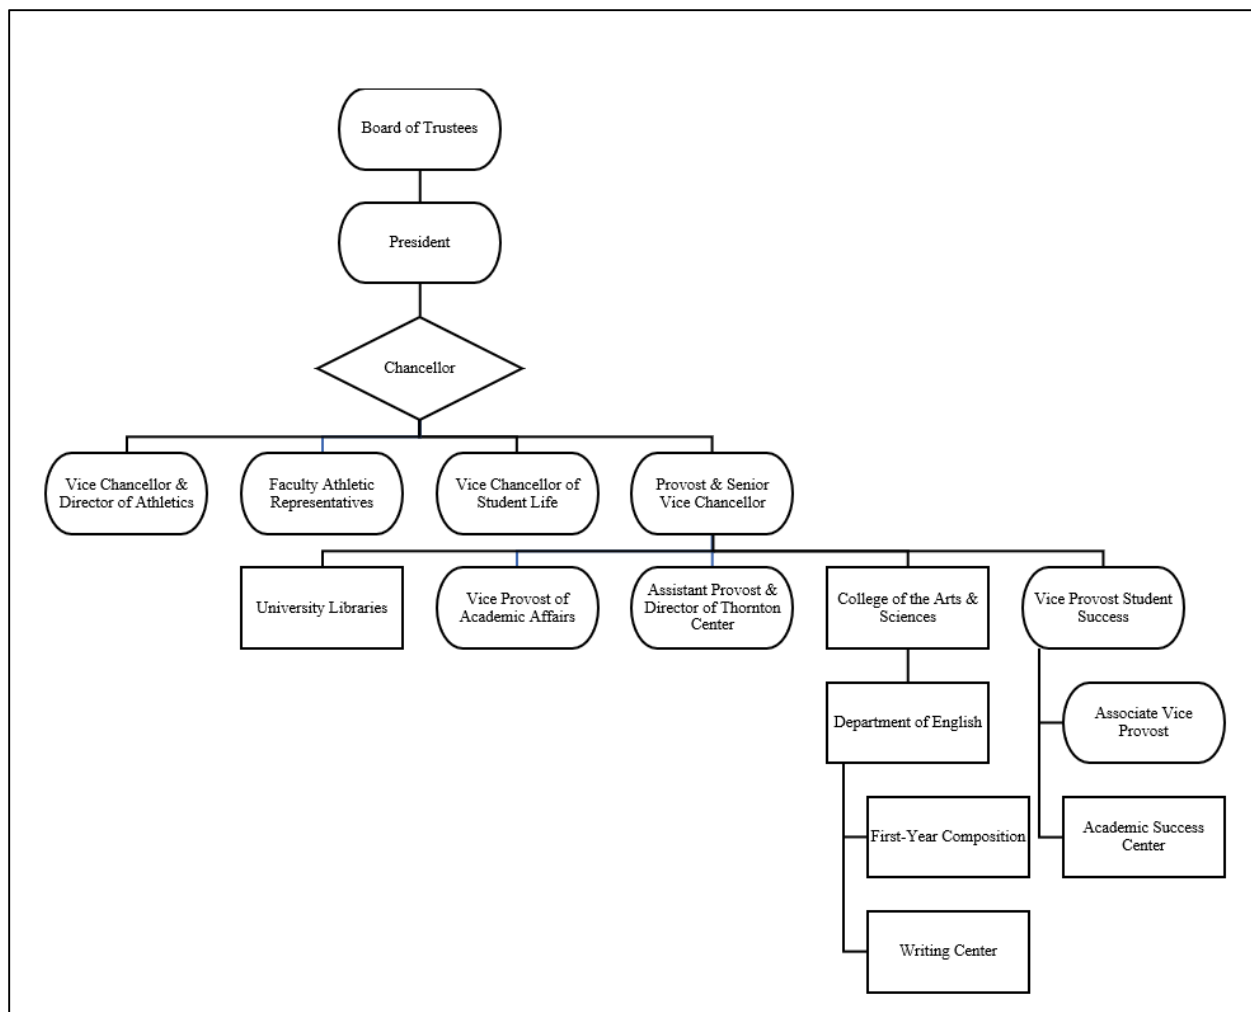 Board of Trustees
President
Chancellor
Vice Chancellor &
Director of Athletics
Faculty Athletic
Representatives
Vice Chancellor of
Student Life
Provost & Senior
Vice Chancellor
University Libraries
Vice Provost of
Academic Affairs
Assistant Provost &
Director of Thornton
Center
College of the Arts &
Sciences
Vice Provost Student
Success
Department of English
Associate Vice
Provost
First-Year Composition
Academic Success
Center
Writing Center